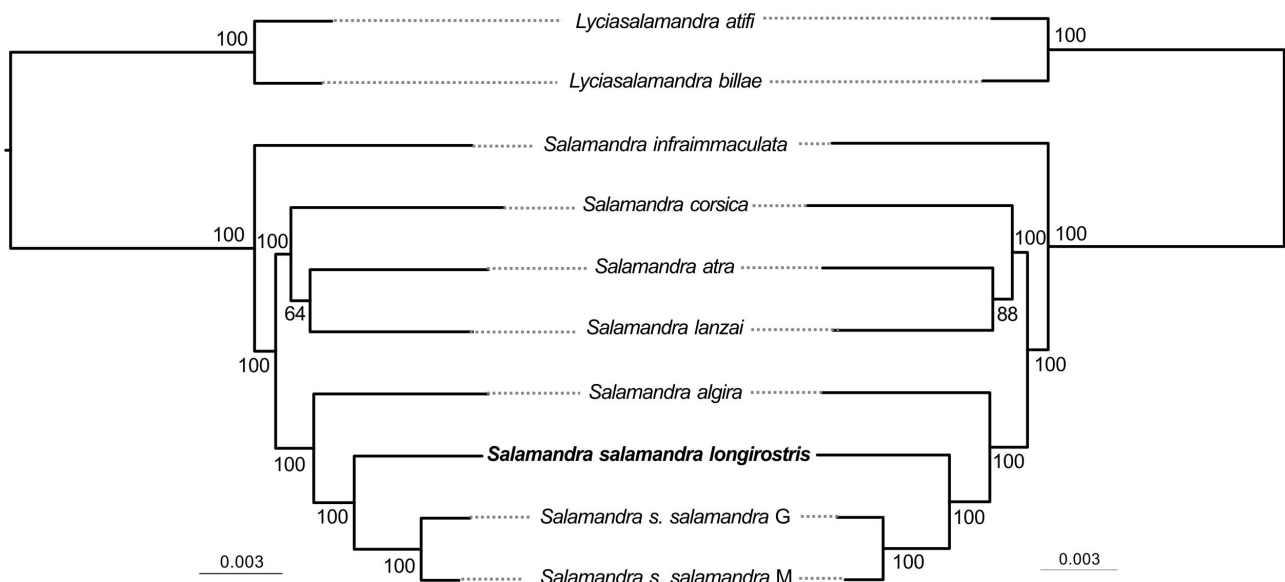 Lyciasalamandra atifi
100
100
Lyciasalamandra billae
Salamandra infraimmaculata
Salamandra corsica
100
100
100
100
Salamandra atra
64
88
Salamandra lanzai
100
100
Salamandra algira
Salamandra salamandra longirostris
100
100
Salamandra s. salamandra G
100
100
100
100
0.003
0.003
Salamandra s. salamandra M